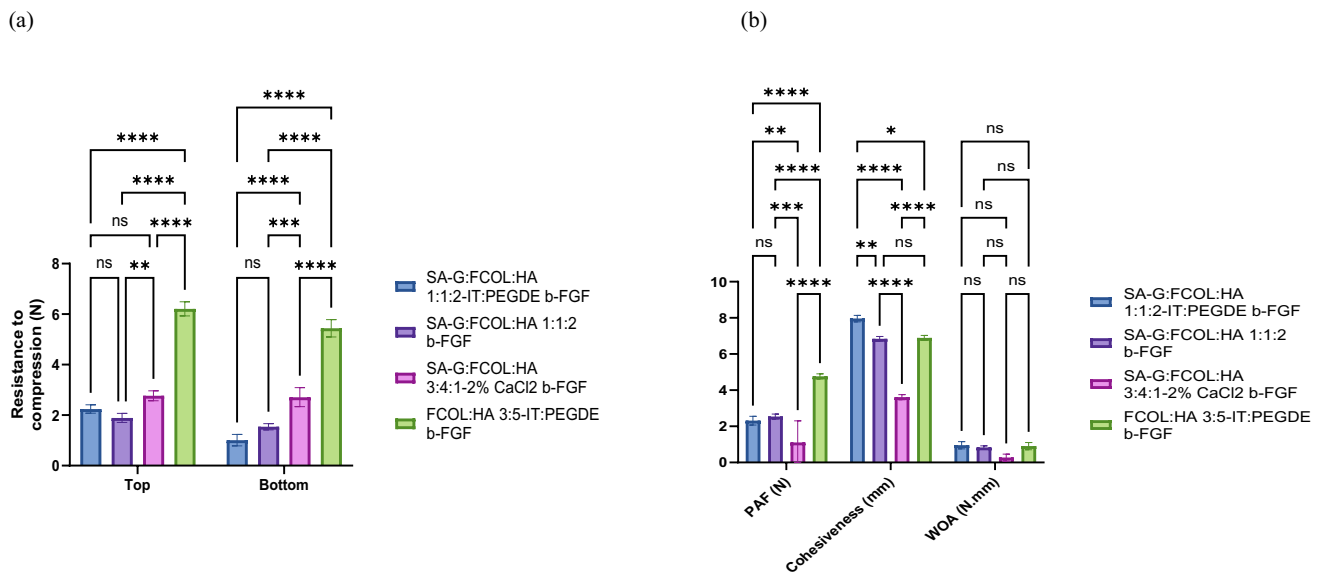 (a)
(b)
****
****
****
ns
****
ns
**
****
****
****
***
ns
****
8
6
4
2
0
Resistance to
compression (N)
Top
Bottom
SA-G:FCOL:HA
1:1:2-IT:PEGDE b-FGF
SA-G:FCOL:HA 1:1:2
b-FGF
SA-G:FCOL:HA
3:4:1-2% CaCl2 b-FGF
FCOL:HA 3:5-IT:PEGDE
b-FGF
****
**
****
***
ns
****
*
****
****
**
ns
****
ns
ns
ns
ns
ns
ns
10
8
6
4
2
0
PAF (N)
Cohesiveness (mm)
WOA (N.mm)
SA-G:FCOL:HA
1:1:2-IT:PEGDE b-FGF
SA-G:FCOL:HA 1:1:2
b-FGF
SA-G:FCOL:HA
3:4:1-2% CaCl2 b-FGF
FCOL:HA 3:5-IT:PEGDE
b-FGF